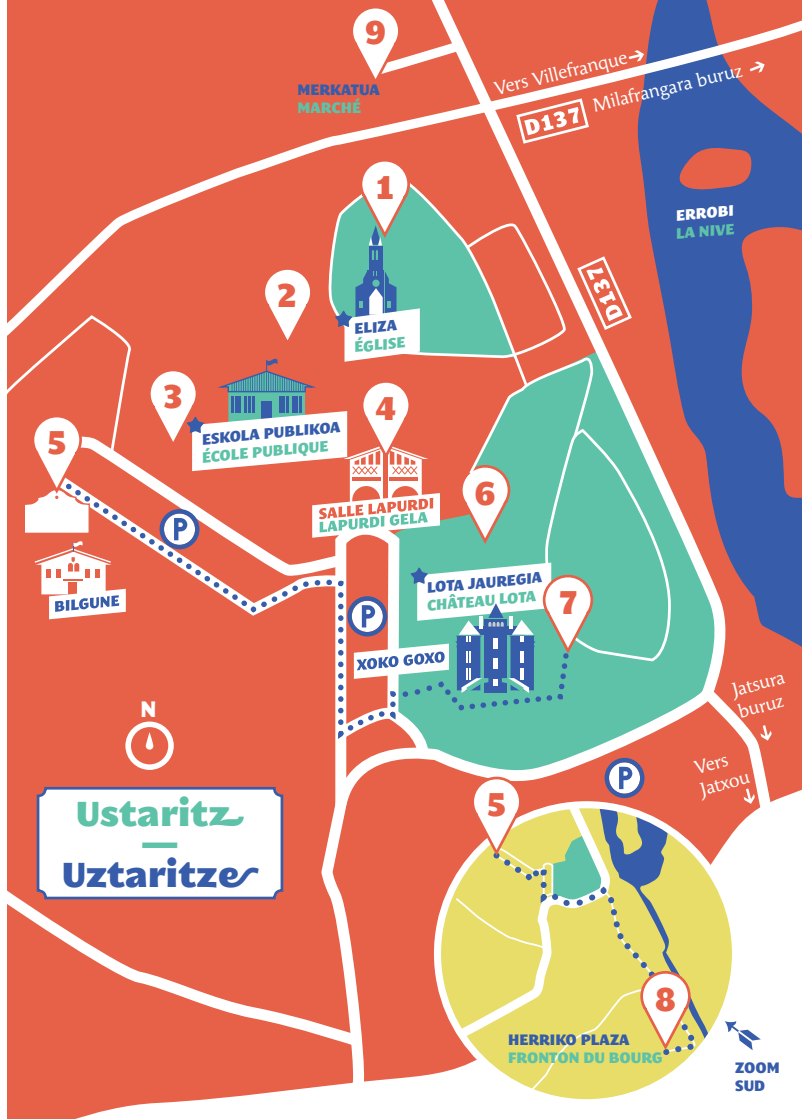 9
MERKATUA
MARCHÉ
Vers Villefranque →
Milafrangara buruz →
D137
1
ERROBI
LA NIVE
2
D137
ELIZA
ÉGLISE
3
4
ESKOLA PUBLIKOA
ÉCOLE PUBLIQUE
5
6
SALLE LAPURDI
LAPURDI GELA
P
LOTA JAUREGIA
CHÂTEAU LOTA
7
BILGUNE
P
XOKO GOXO
N
Jatsura
buruz
Vers
Jatxou
P
Ustaritz
—
Uztaritze
5
8
HERRIKO PLAZA
FRONTON DU BOURG
ZOOM
SUD